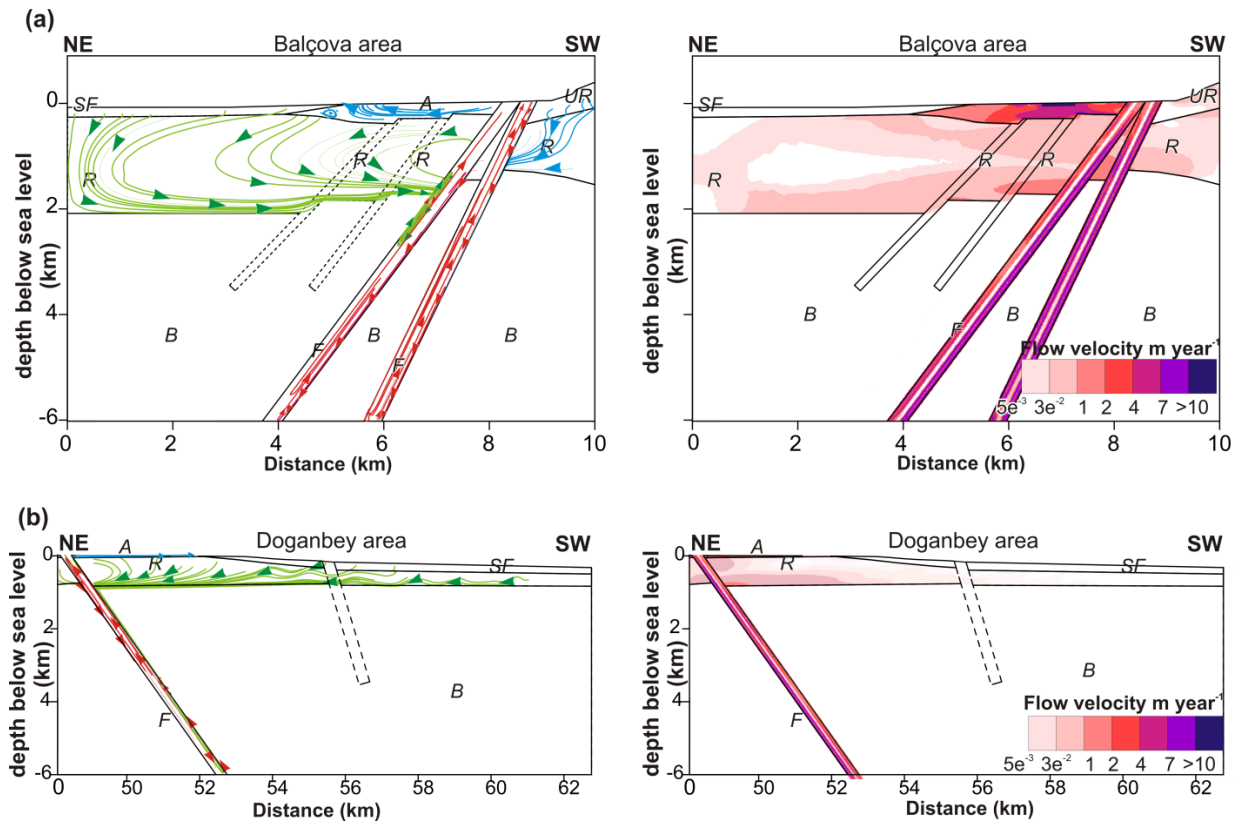 (a)
NE Balçova area SW
0
2
4
-6
depth below sea level
(km)
SF
A
UR
R
R
R
R
B
B
B
F
F
0 2 4 6 8 10
Distance (km)
Balçova area SW
0
2
4
-6
depth below sea level
(km)
SF
UR
R
R
R
R
B
B
B
F
Flow velocity m year⁻¹
5e⁻³ 3e⁻² 1 2 4 7 >10
0 2 4 6 8 10
Distance (km)
(b)
NE Doganbey area SW
0
2
4
-6
depth below sea level
(km)
A
R
SF
B
F
0 50 52 54 56 58 60 62
Distance (km)
NE Doganbey area SW
0
2
4
-6
depth below sea level
(km)
A
R
SF
B
F
Flow velocity m year⁻¹
5e⁻³ 3e⁻² 1 2 4 7 >10
0 50 52 54 56 58 60 62
Distance (km)